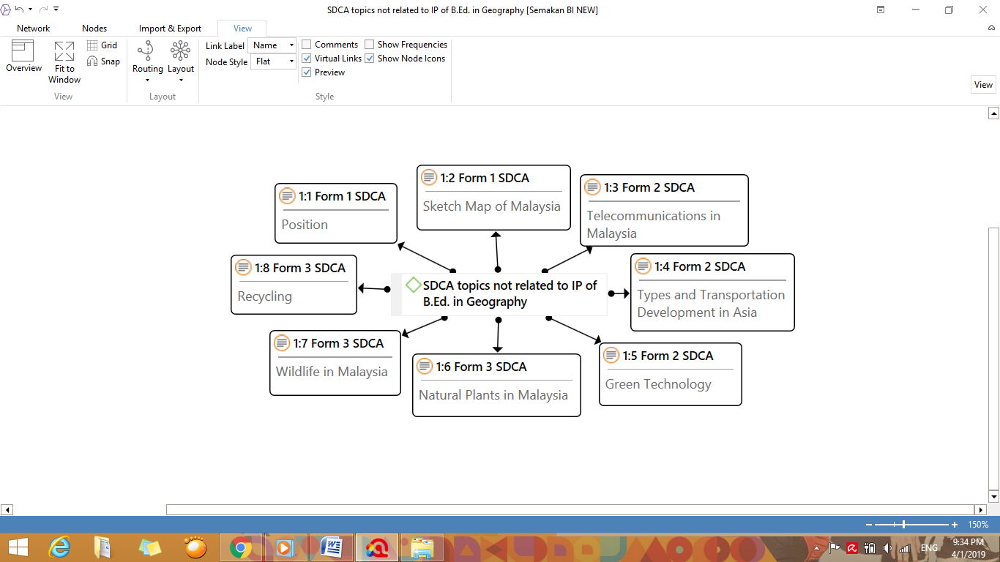 SDCA topics not related to IP of B.Ed. in Geography [Semakan BI NEW]
Network Nodes Import & Export View
Overview
Fit to
Window
Grid
Snap
View
Routing
Layout
Layout
Link Label Name
Node Style Flat
Comments Show Frequencies
Virtual Links Show Node Icons
Preview
Style
View
1:2 Form 1 SDCA
Sketch Map of Malaysia
1:1 Form 1 SDCA
Position
1:3 Form 2 SDCA
Telecommunications in
Malaysia
1:8 Form 3 SDCA
Recycling
SDCA topics not related to IP of
B.Ed. in Geography
1:4 Form 2 SDCA
Types and Transportation
Development in Asia
1:7 Form 3 SDCA
Wildlife in Malaysia
1:6 Form 3 SDCA
Natural Plants in Malaysia
1:5 Form 2 SDCA
Green Technology
150%
ENG
9:34 PM
4/1/2019